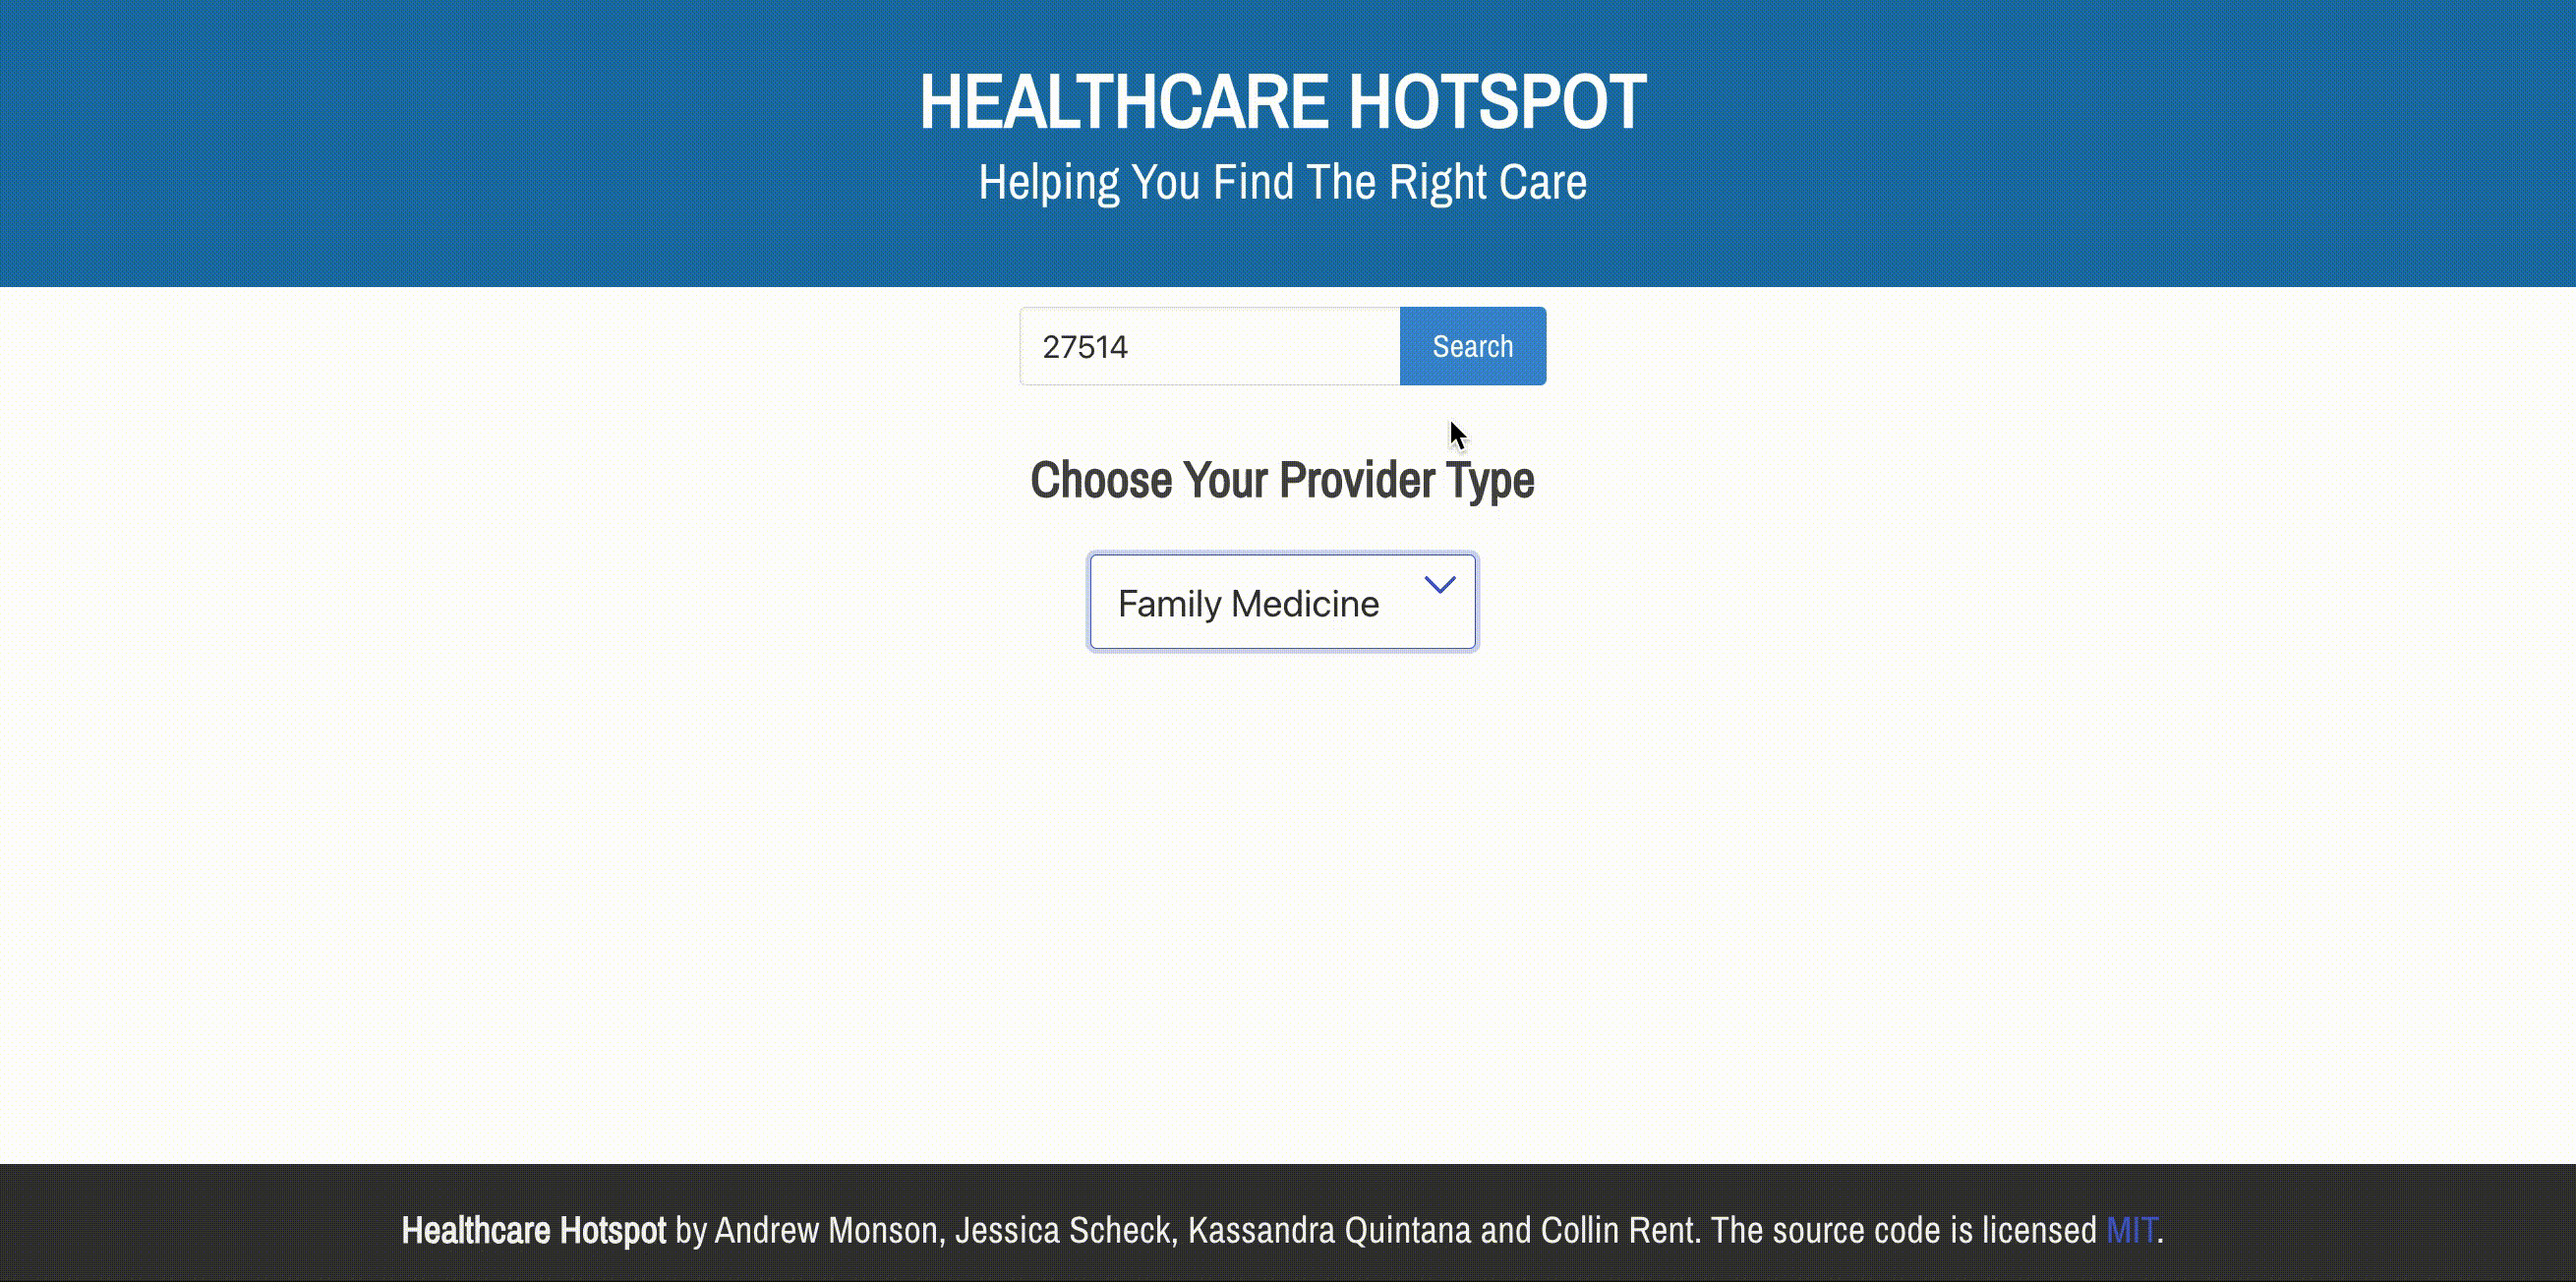 HEALTHCARE HOTSPOT
Helping You Find The Right Care
27514
Search
Choose Your Provider Type
Family Medicine
Healthcare Hotspot by Andrew Monson, Jessica Scheck, Kassandra Quintana and Collin Rent. The source code is licensed MIT.